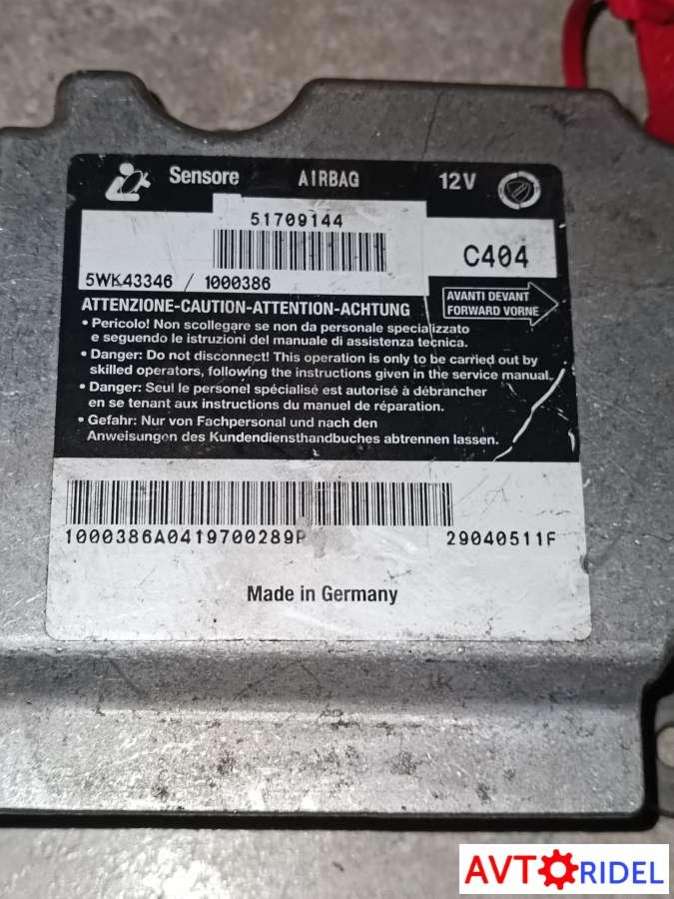 Sensore AIRBAG 12V
51709144
C404
5WK43346 / 1000386
ATTENZIONE-CAUTION-ATTENTION-ACHTUNG
AVANTI DEVANT
FORWARD VORNE
• Pericolo! Non scollegare se non da personale specializzato
e seguendo le istruzioni del manuale di assistenza tecnica.
• Danger: Do not disconnect! This operation is only to be carried out by
skilled operators, following the instructions given in the service manual.
• Danger: Seul le personel spécialisé est autorisé à débrancher
en se tenant aux instructions du manuel de réparation.
• Gefahr: Nur von Fachpersonal und nach den
Anweisungen des Kundendiensthandbuches abtrennen lassen.
1000386A0419700289P 29040511F
Made in Germany
AVTORIDEL